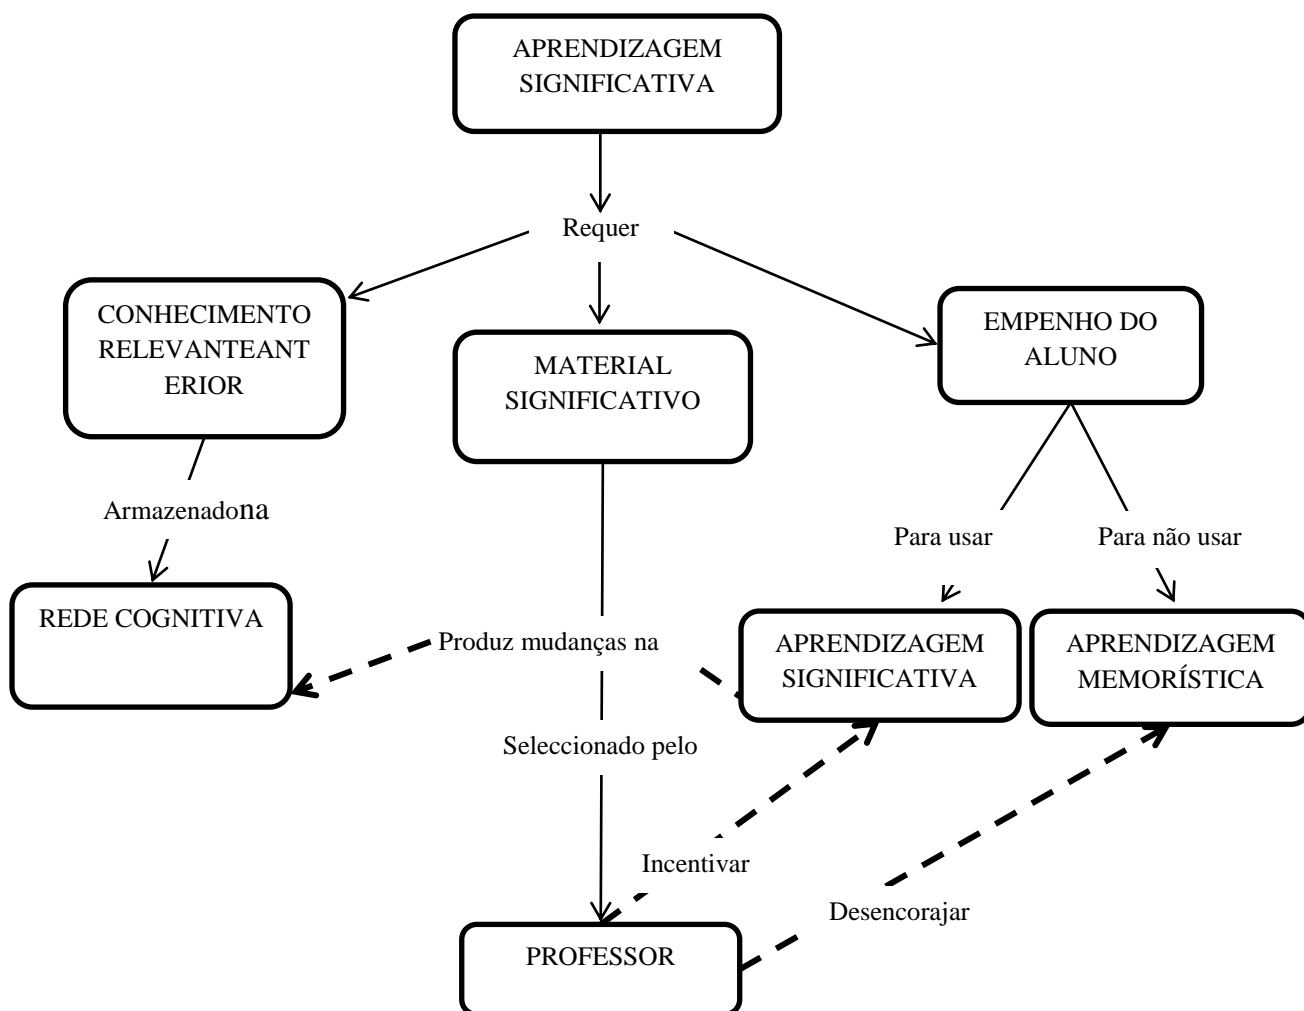 APRENDIZAGEM
SIGNIFICATIVA
Requer
CONHECIMENTO
RELEVANTEANT
ERIOR
MATERIAL
SIGNIFICATIVO
EMPENHO DO
ALUNO
Armazenadona
Para usar
Para não usar
REDE COGNITIVA
Produz mudanças na
APRENDIZAGEM
SIGNIFICATIVA
APRENDIZAGEM
MEMORÍSTICA
Seleccionado pelo
Incentivar
Desencorajar
PROFESSOR